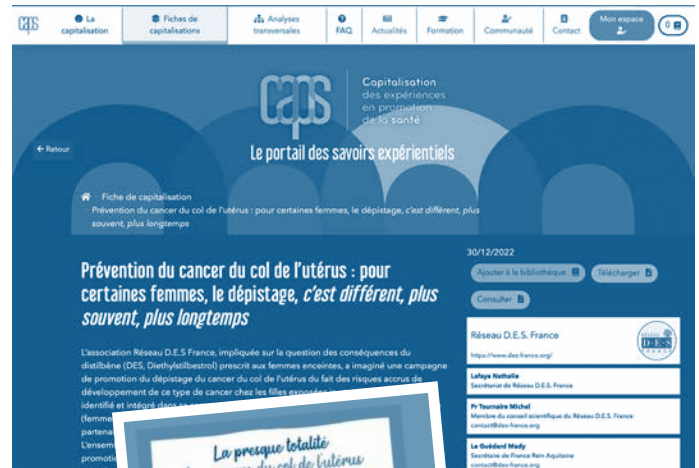 caps
La capitalisation
Fiches de capitalisations
Analyses transversales
FAQ
Actualités
Formation
Communauté
Contact
Mon espace
0
caps
Capitalisation
des expériences
en promotion
de la santé
Le portail des savoirs expérientiels
← Retour
Fiche de capitalisation
Prévention du cancer du col de l'utérus : pour certaines femmes, le dépistage, c'est différent, plus
souvent, plus longtemps
30/12/2022
Ajouter à la bibliothèque
Télécharger
Consulter
Prévention du cancer du col de l'utérus : pour
certaines femmes, le dépistage, c'est différent, plus
souvent, plus longtemps
L'association Réseau D.E.S France, impliquée sur la question des conséquences du
distilbène (DES, Diethylstilbestrol) prescrit aux femmes enceintes, a imaginé une campagne
de promotion du dépistage du cancer du col de l'utérus du fait des risques accrus de
développement de ce type de cancer chez les filles exposées
identifié et intégré dans
(femme
partena
L'ensem
promotio
La presque totalité
du col de l'utérus
Réseau D.E.S. France
RÉSEAU
D·E·S
FRANCE
https://www.des-france.org/
Lafaye Nathalie
Secrétariat de Réseau D.E.S. France
Pr Tournaire Michel
Membre du conseil scientifique du Réseau D.E.S. France
contact@des-france.org
Le Guédard Mady
Secrétaire de France Rein Aquitaine
contact@des-france.org